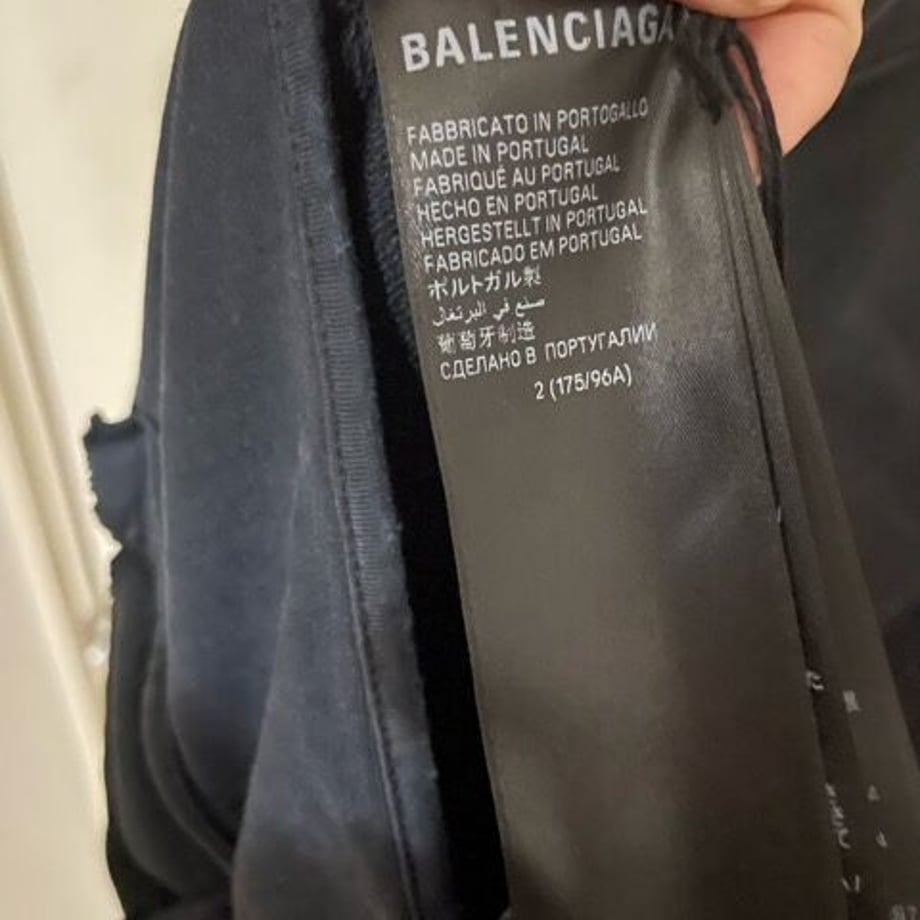 BALENCIAGA
FABBRICATO IN PORTOGALLO
MADE IN PORTUGAL
FABRIQUÉ AU PORTUGAL
HECHO EN PORTUGAL
HERGESTELLT IN PORTUGAL
FABRICADO EM PORTUGAL
ポルトガル製
صنع في البرتغال
葡萄牙制造
СДЕЛАНО В ПОРТУГАЛИИ
2 (175/96A)